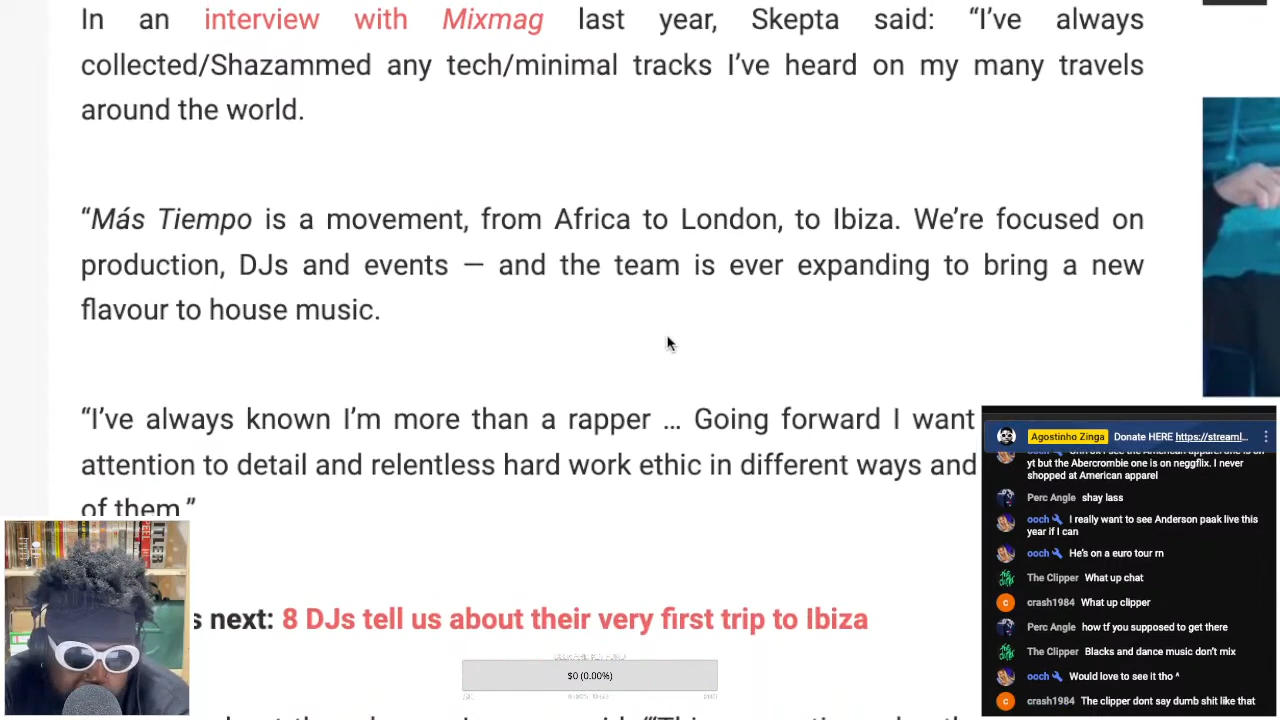 In an interview with Mixmag last year, Skepta said: “I’ve always
collected/Shazammed any tech/minimal tracks I’ve heard on my many travels
around the world.
“Más Tiempo is a movement, from Africa to London, to Ibiza. We’re focused on
production, DJs and events — and the team is ever expanding to bring a new
flavour to house music.
“I’ve always known I’m more than a rapper … Going forward I want
attention to detail and relentless hard work ethic in different ways and
of them.”
s next: 8 DJs tell us about their very first trip to Ibiza
$0 (0.00%)
Agostinho Zinga Donate HERE https://streaml...
yt but the Abercrombie one is on neggflix. I never
shopped at American apparel
Perc Angle shay lass
ooch I really want to see Anderson paak live this
year if I can
ooch He’s on a euro tour rn
The Clipper What up chat
crash1984 What up clipper
Perc Angle how tf you supposed to get there
The Clipper Blacks and dance music don’t mix
ooch Would love to see it tho ^
crash1984 The clipper dont say dumb shit like that